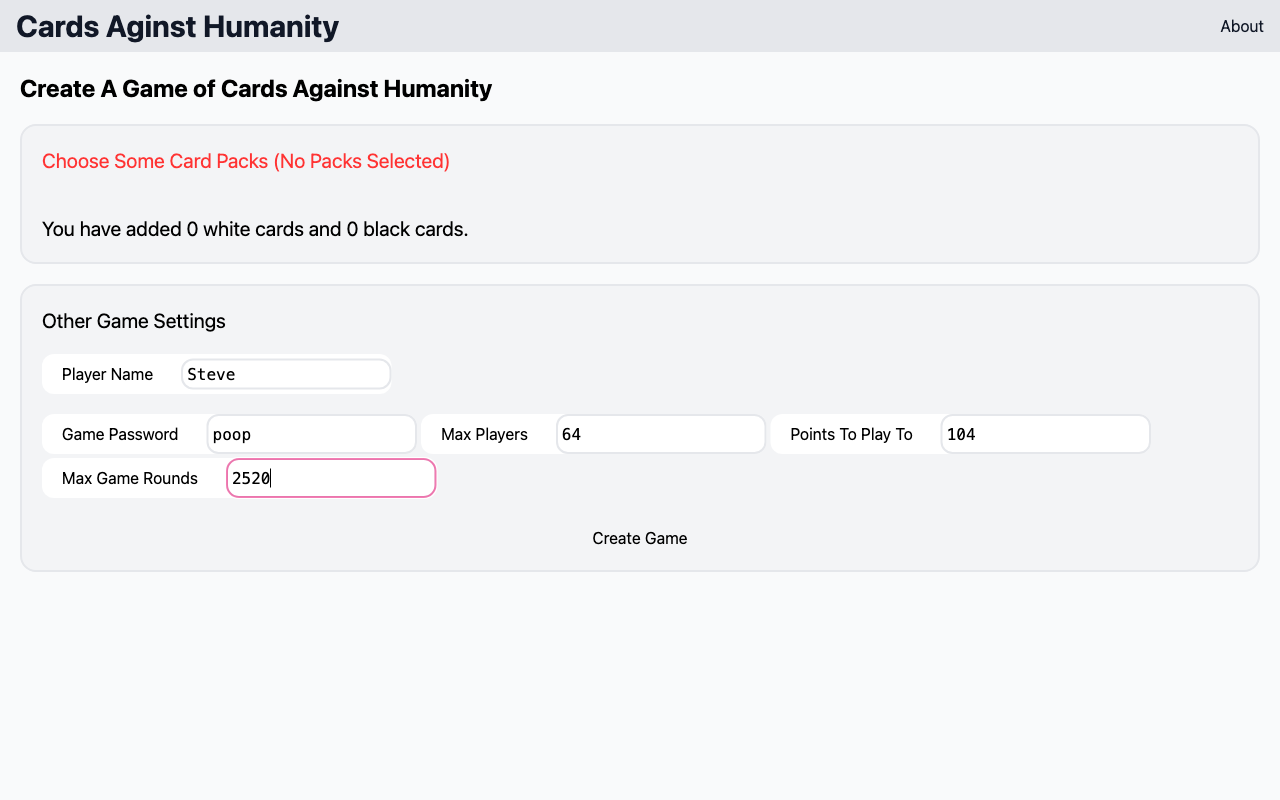 Cards Aginst Humanity
About
Create A Game of Cards Against Humanity
Choose Some Card Packs (No Packs Selected)
You have added 0 white cards and 0 black cards.
Other Game Settings
Player Name Steve
Game Password poop Max Players 64 Points To Play To 104
Max Game Rounds 2520
Create Game